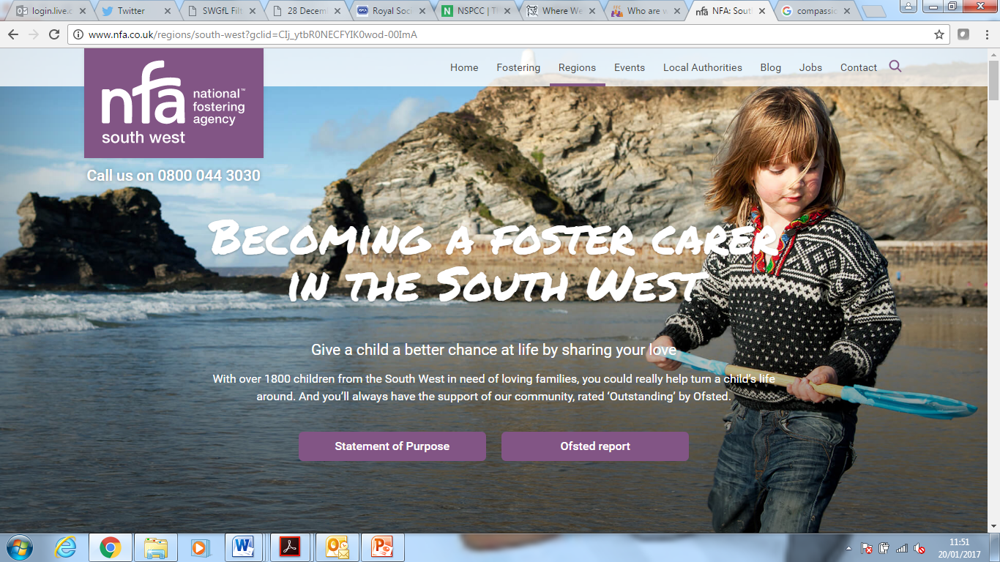 login.live.c
Twitter
SWGfL Filt
28 Decem
Royal Soci
NSPCC | Th
Where We
Who are w
NFA: Sout
compassio
www.nfa.co.uk/regions/south-west?gclid=CIj_ytbR0NECFYIK0wod-00ImA
nfa national™
fostering
agency
south west
Home Fostering Regions Events Local Authorities Blog Jobs Contact
Call us on 0800 044 3030
Becoming a foster carer
in the South West
Give a child a better chance at life by sharing your love
With over 1800 children from the South West in need of loving families, you could really help turn a child's life
around. And you'll always have the support of our community, rated 'Outstanding' by Ofsted.
Statement of Purpose
Ofsted report
11:51
20/01/2017